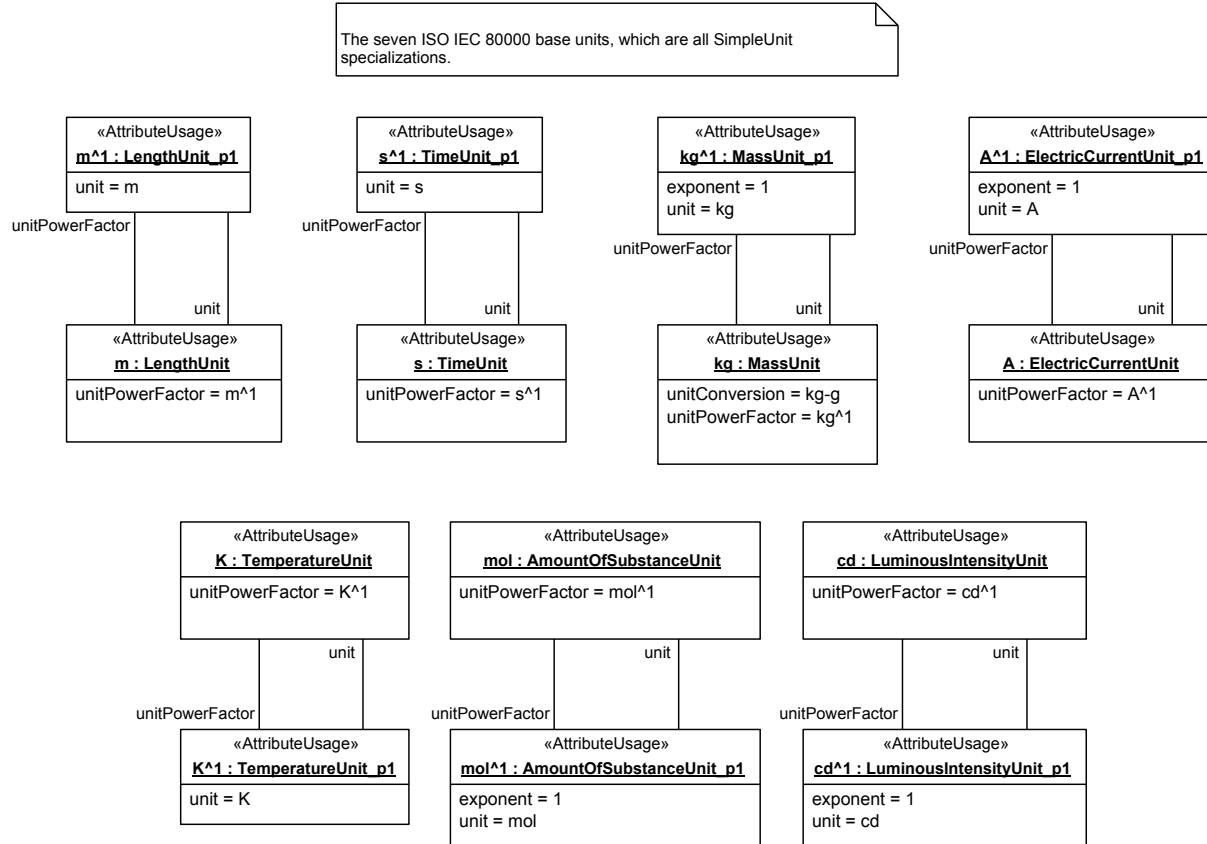 The seven ISO IEC 80000 base units, which are all SimpleUnit
specializations.
«AttributeUsage»
m^1 : LengthUnit_p1
unit = m
unitPowerFactor
unit
«AttributeUsage»
m : LengthUnit
unitPowerFactor = m^1
«AttributeUsage»
s^1 : TimeUnit_p1
unit = s
unitPowerFactor
unit
«AttributeUsage»
s : TimeUnit
unitPowerFactor = s^1
«AttributeUsage»
kg^1 : MassUnit_p1
exponent = 1
unit = kg
unitPowerFactor
unit
«AttributeUsage»
kg : MassUnit
unitConversion = kg-g
unitPowerFactor = kg^1
«AttributeUsage»
A^1 : ElectricCurrentUnit_p1
exponent = 1
unit = A
unitPowerFactor
unit
«AttributeUsage»
A : ElectricCurrentUnit
unitPowerFactor = A^1
«AttributeUsage»
K : TemperatureUnit
unitPowerFactor = K^1
unit
unitPowerFactor
«AttributeUsage»
K^1 : TemperatureUnit_p1
unit = K
«AttributeUsage»
mol : AmountOfSubstanceUnit
unitPowerFactor = mol^1
unit
unitPowerFactor
«AttributeUsage»
mol^1 : AmountOfSubstanceUnit_p1
exponent = 1
unit = mol
«AttributeUsage»
cd : LuminousIntensityUnit
unitPowerFactor = cd^1
unit
unitPowerFactor
«AttributeUsage»
cd^1 : LuminousIntensityUnit_p1
exponent = 1
unit = cd